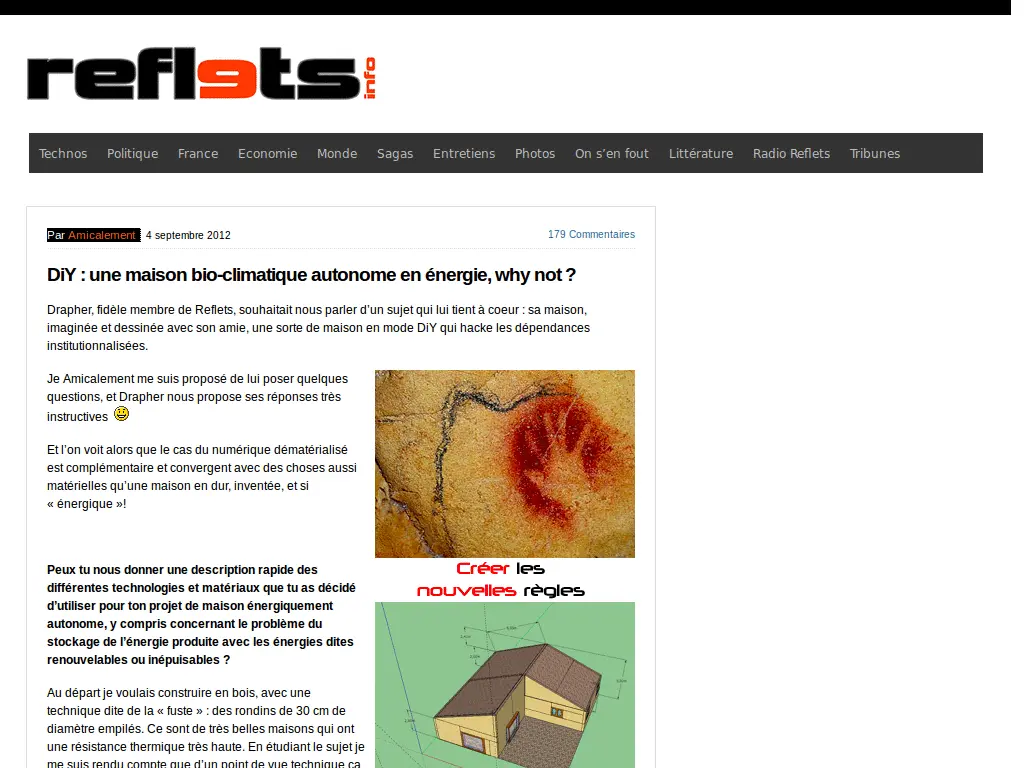 refl9ts info
Technos Politique France Economie Monde Sagas Entretiens Photos On s’en fout Littérature Radio Reflets Tribunes
Par Amicalement 4 septembre 2012 179 Commentaires
DiY : une maison bio-climatique autonome en énergie, why not ?
Drapher, fidèle membre de Reflets, souhaitait nous parler d’un sujet qui lui tient à coeur : sa maison,
imaginée et dessinée avec son amie, une sorte de maison en mode DiY qui hacke les dépendances
institutionnalisées.
Je Amicalement me suis proposé de lui poser quelques
questions, et Drapher nous propose ses réponses très
instructives
Et l’on voit alors que le cas du numérique dématérialisé
est complémentaire et convergent avec des choses aussi
matérielles qu’une maison en dur, inventée, et si
« énergique »!
Créer les
nouvelles règles
Peux tu nous donner une description rapide des
différentes technologies et matériaux que tu as décidé
d’utiliser pour ton projet de maison énergiquement
autonome, y compris concernant le problème du
stockage de l’énergie produite avec les énergies dites
renouvelables ou inépuisables ?
Au départ je voulais construire en bois, avec une
technique dite de la « fuste » : des rondins de 30 cm de
diamètre empilés. Ce sont de très belles maisons qui ont
une résistance thermique très haute. En étudiant le sujet je
me suis rendu compte que d’un point de vue technique ça